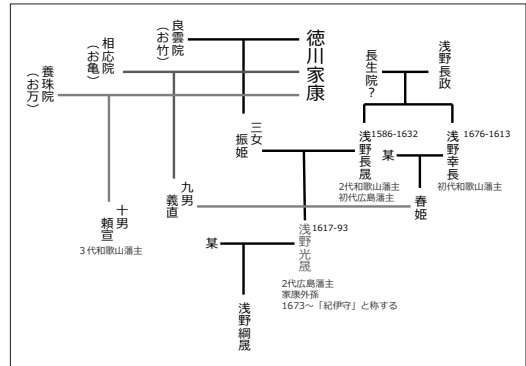 徳川家康
良雲院
(お竹)
相応院
(お亀)
養珠院
(お万)
長生院?
浅野長政
三女
振姫
浅野長晟
1586-1632
2代和歌山藩主
初代広島藩主
某
浅野幸長
1676-1613
初代和歌山藩主
春姫
九男
義直
十男
頼宣
3代和歌山藩主
某
浅野光晟
1617-93
2代広島藩主
家康外孫
1673~「紀伊守」と称する
浅野綱晟